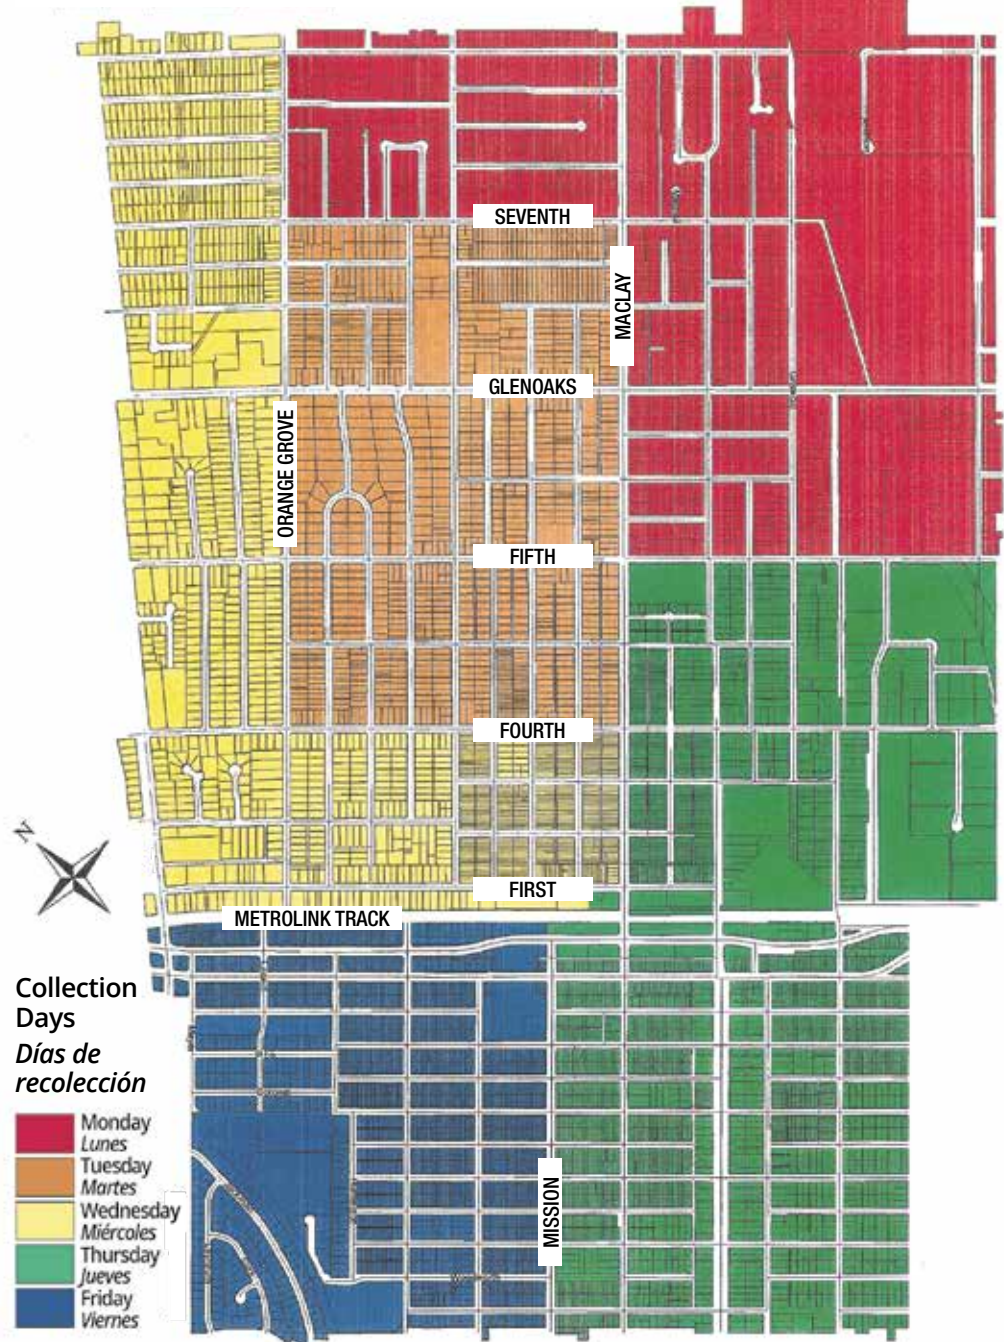 SEVENTH
MACLAY
GLENOAKS
ORANGE GROVE
FIFTH
FOURTH
N
FIRST
METROLINK TRACK
MISSION
Collection
Days
Días de
recolección
Monday
Lunes
Tuesday
Martes
Wednesday
Miércoles
Thursday
Jueves
Friday
Viernes